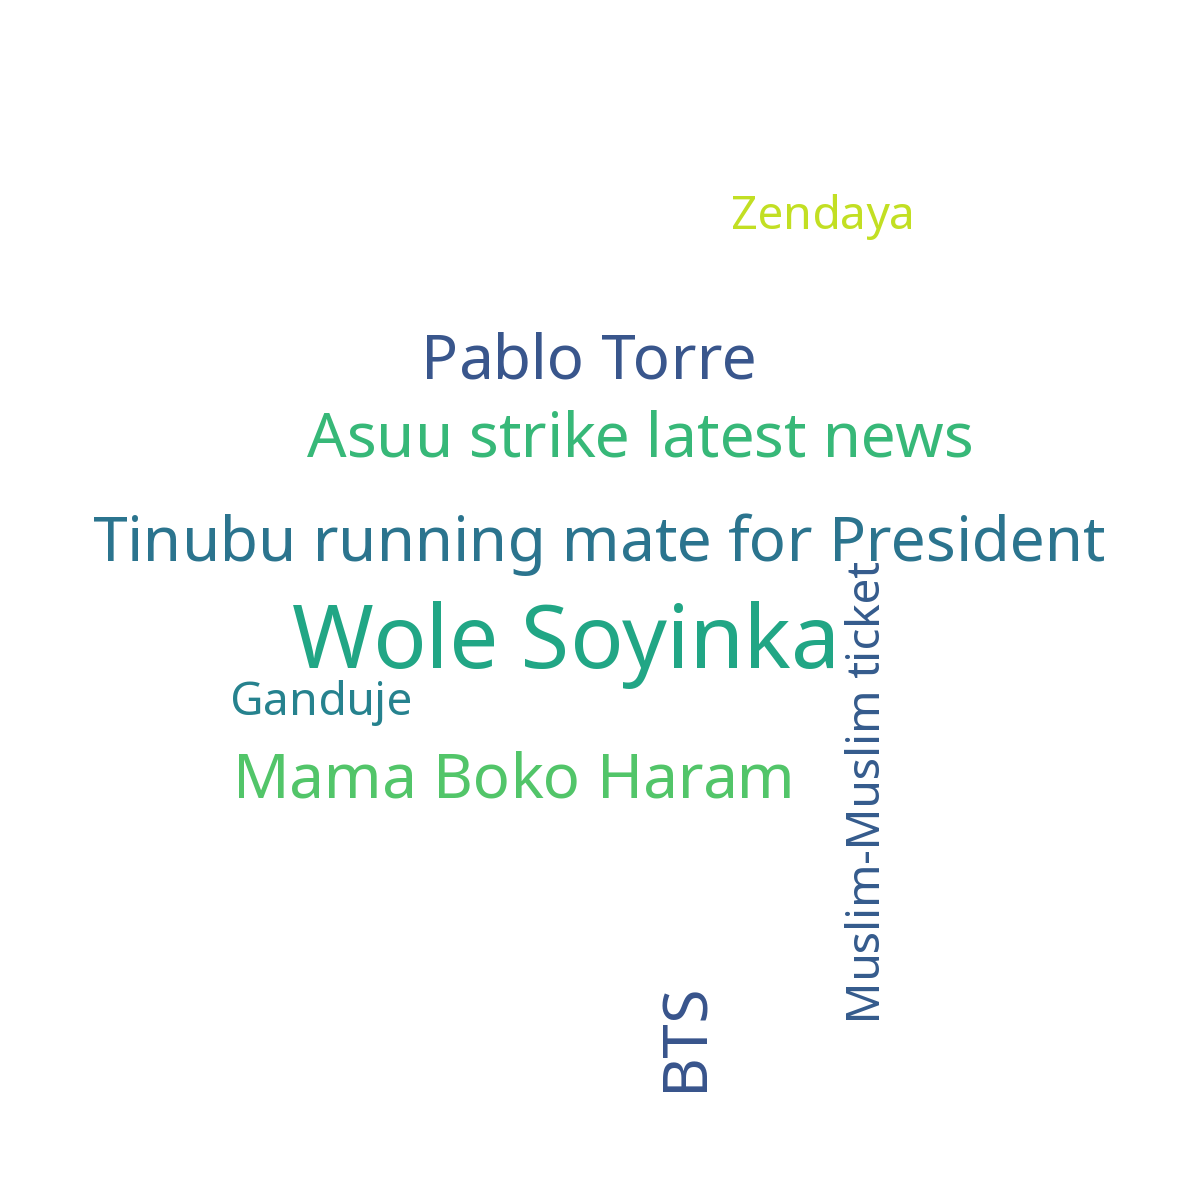 Zendaya
Pablo Torre
Asuu strike latest news
Tinubu running mate for President
Wole Soyinka
Muslim-Muslim ticket
Ganduje
Mama Boko Haram
BTS